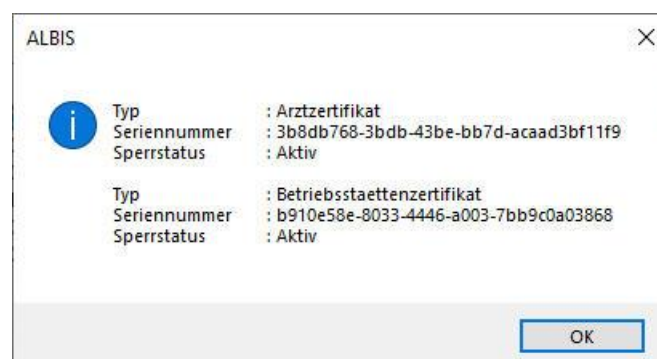 ALBIS
Typ : Arztzertifikat
Seriennummer : 3b8db768-3bdb-43be-bb7d-acaad3bf11f9
Sperrstatus : Aktiv
Typ : Betriebsstaettenzertifikat
Seriennummer : b910e58e-8033-4446-a003-7bb9c0a03868
Sperrstatus : Aktiv
OK